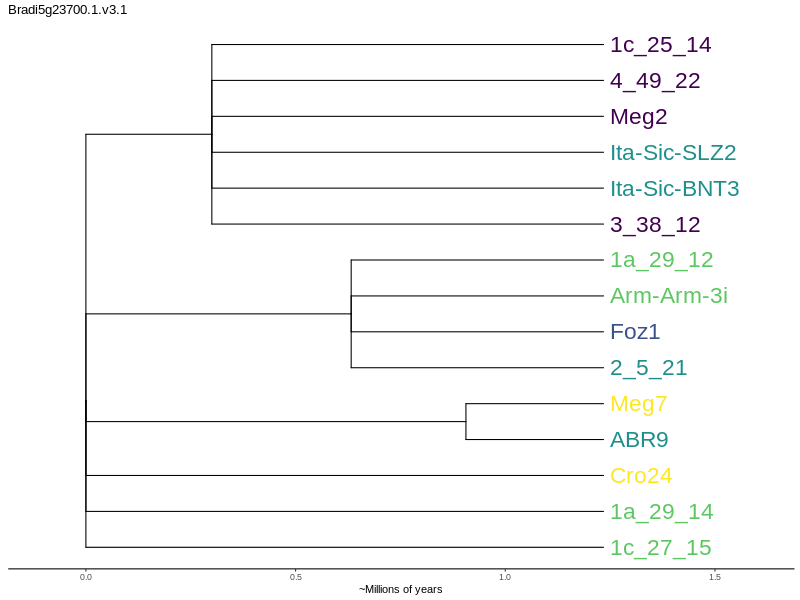 Bradi5g23700.1.v3.1
1c_25_14
4_49_22
Meg2
Ita-Sic-SLZ2
Ita-Sic-BNT3
3_38_12
1a_29_12
Arm-Arm-3i
Foz1
2_5_21
Meg7
ABR9
Cro24
1a_29_14
1c_27_15
0.0 0.5 1.0 1.5
~Millions of years